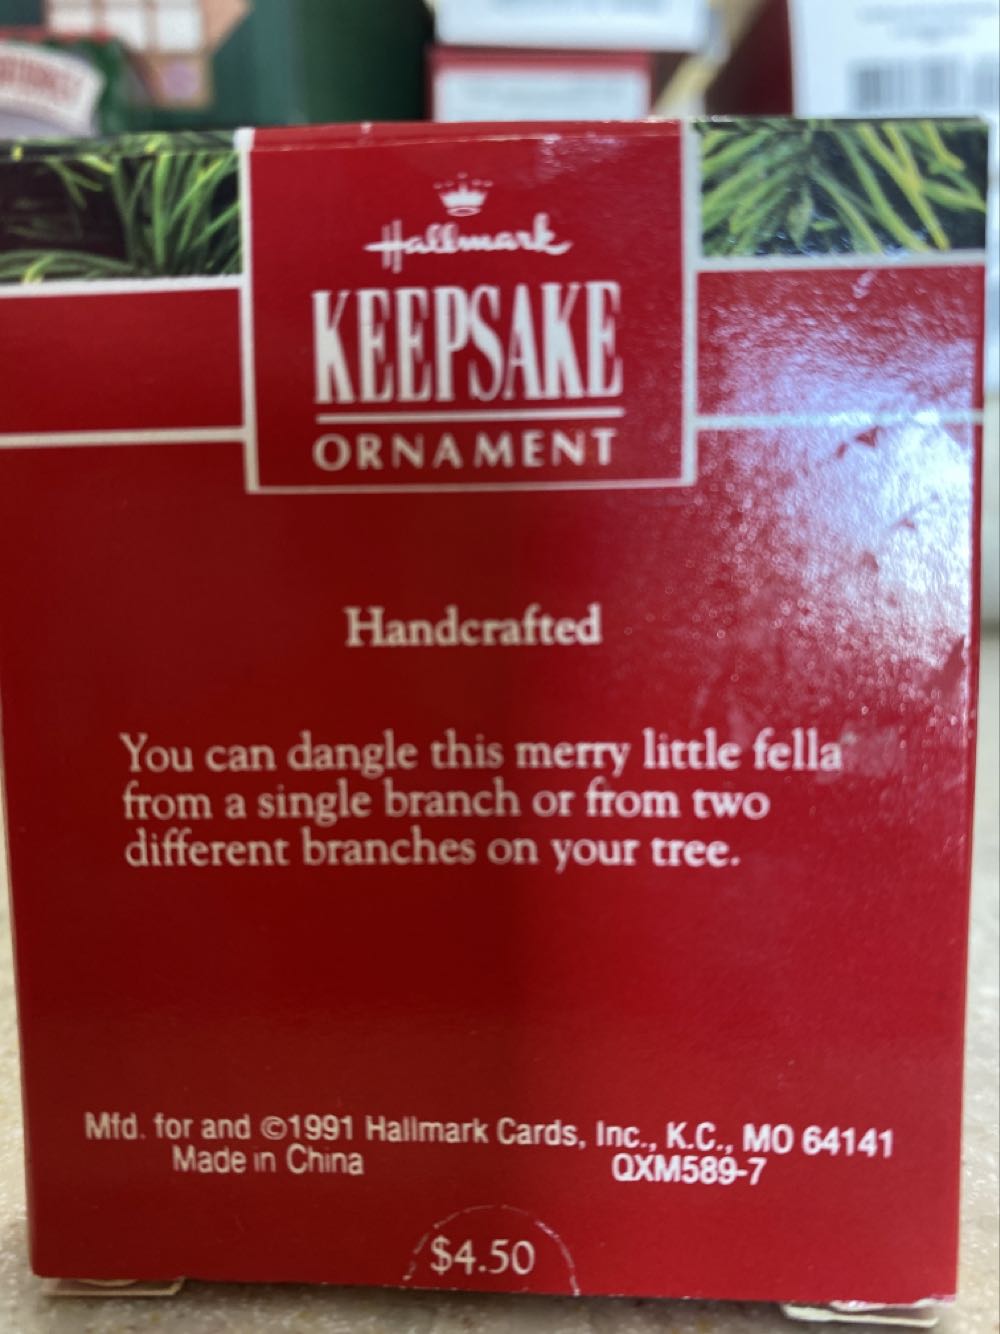 Hallmark
KEEPSAKE
ORNAMENT
Handcrafted
You can dangle this merry little fella
from a single branch or from two
different branches on your tree.
Mfd. for and ©1991 Hallmark Cards, Inc., K.C., MO 64141
Made in China QXM589-7
$4.50